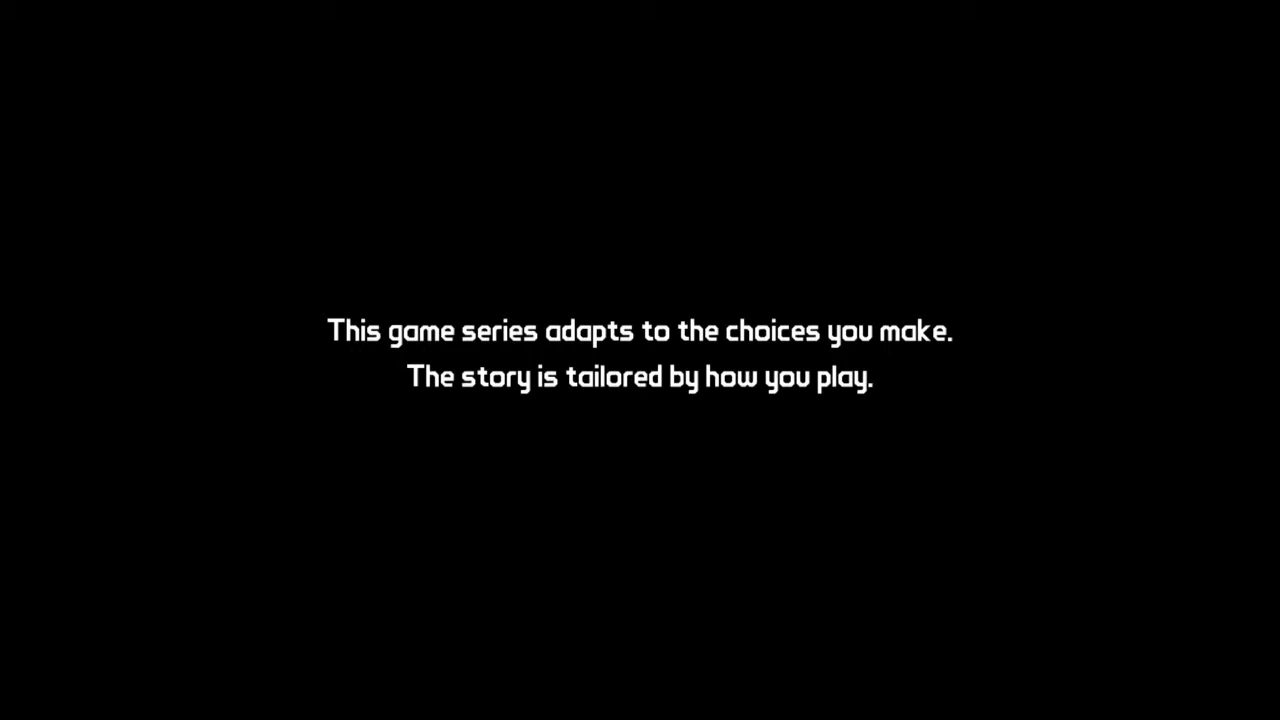 This game series adapts to the choices you make.
The story is tailored by how you play.